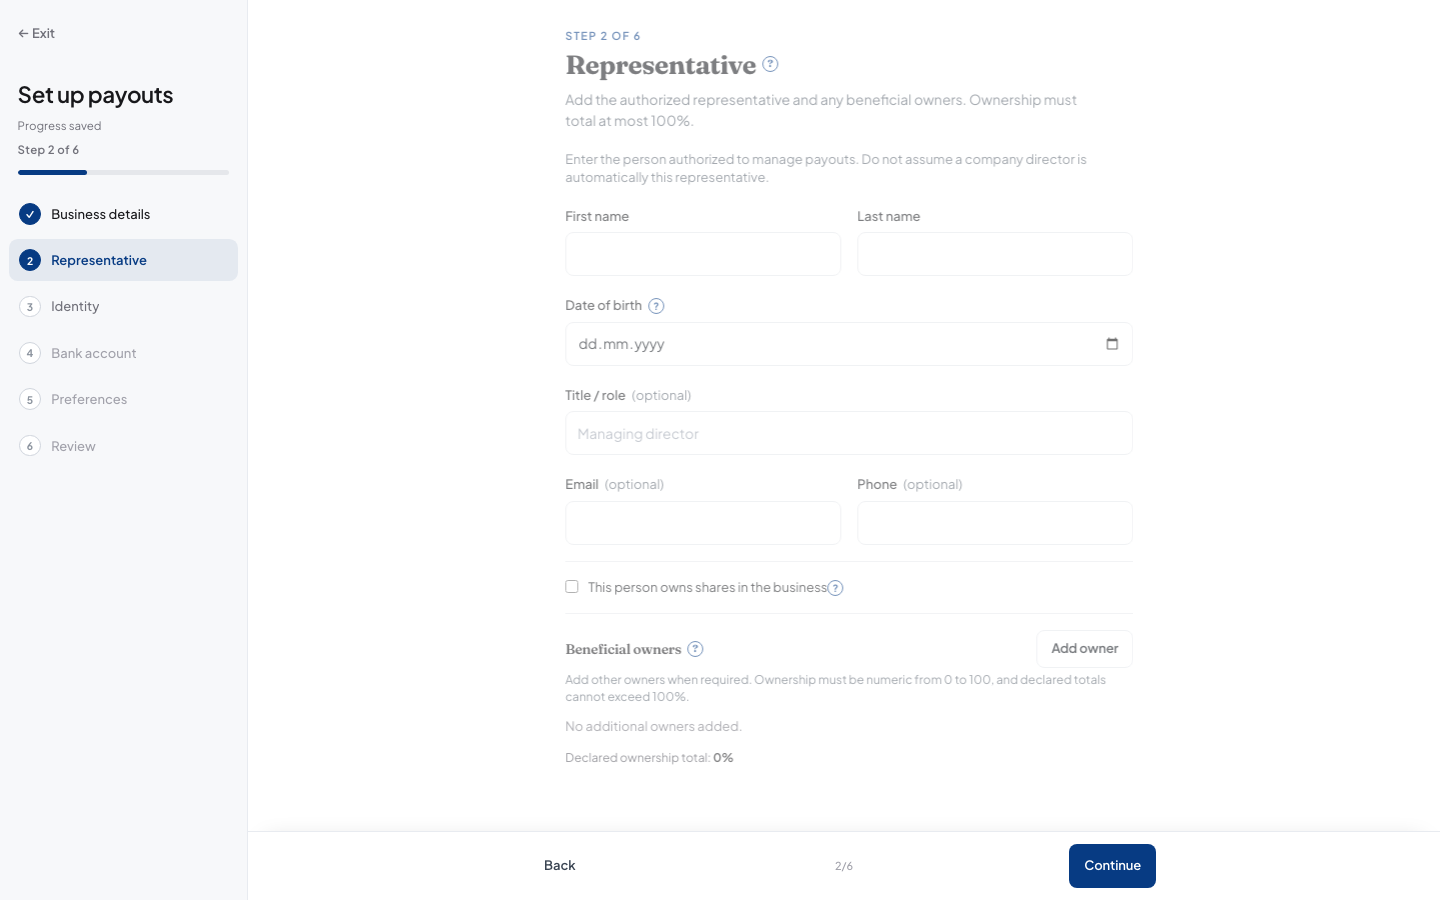 ← Exit
Set up payouts
Progress saved
Step 2 of 6
Business details
2 Representative
3 Identity
4 Bank account
5 Preferences
6 Review
STEP 2 OF 6
Representative ?
Add the authorized representative and any beneficial owners. Ownership must
total at most 100%.
Enter the person authorized to manage payouts. Do not assume a company director is
automatically this representative.
First name Last name
Date of birth ?
dd.mm.yyyy
Title / role (optional)
Managing director
Email (optional) Phone (optional)
This person owns shares in the business ?
Beneficial owners ? Add owner
Add other owners when required. Ownership must be numeric from 0 to 100, and declared totals
cannot exceed 100%.
No additional owners added.
Declared ownership total: 0%
Back 2/6 Continue